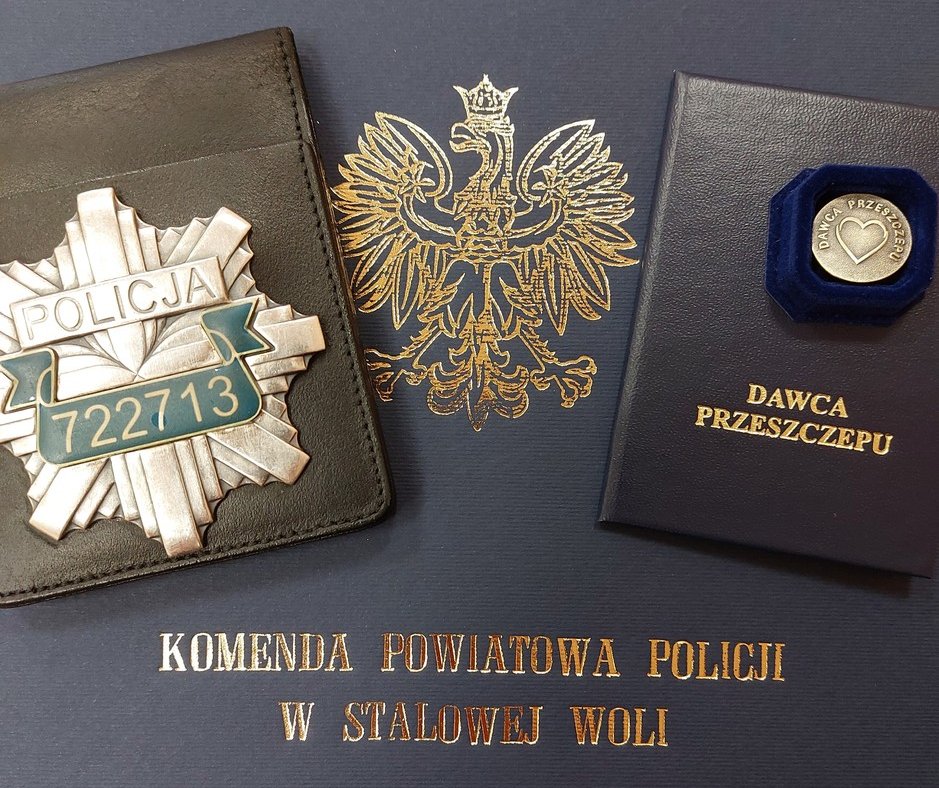 POLICJA
722713
DAWCA PRZESZCZEPU
DAWCA
PRZESZCZEPU
KOMENDA POWIATOWA POLICJI
W STALOWEJ WOLI